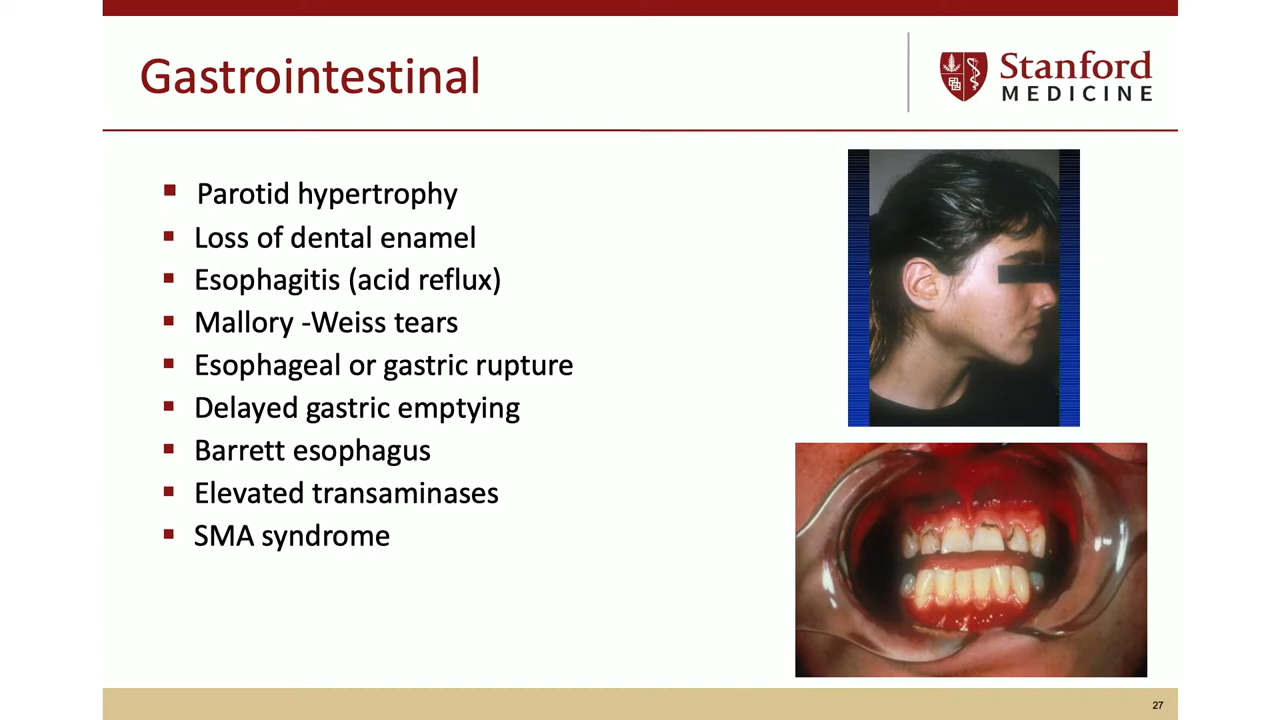 Gastrointestinal
Stanford
MEDICINE
Parotid hypertrophy
Loss of dental enamel
Esophagitis (acid reflux)
Mallory -Weiss tears
Esophageal or gastric rupture
Delayed gastric emptying
Barrett esophagus
Elevated transaminases
SMA syndrome
27